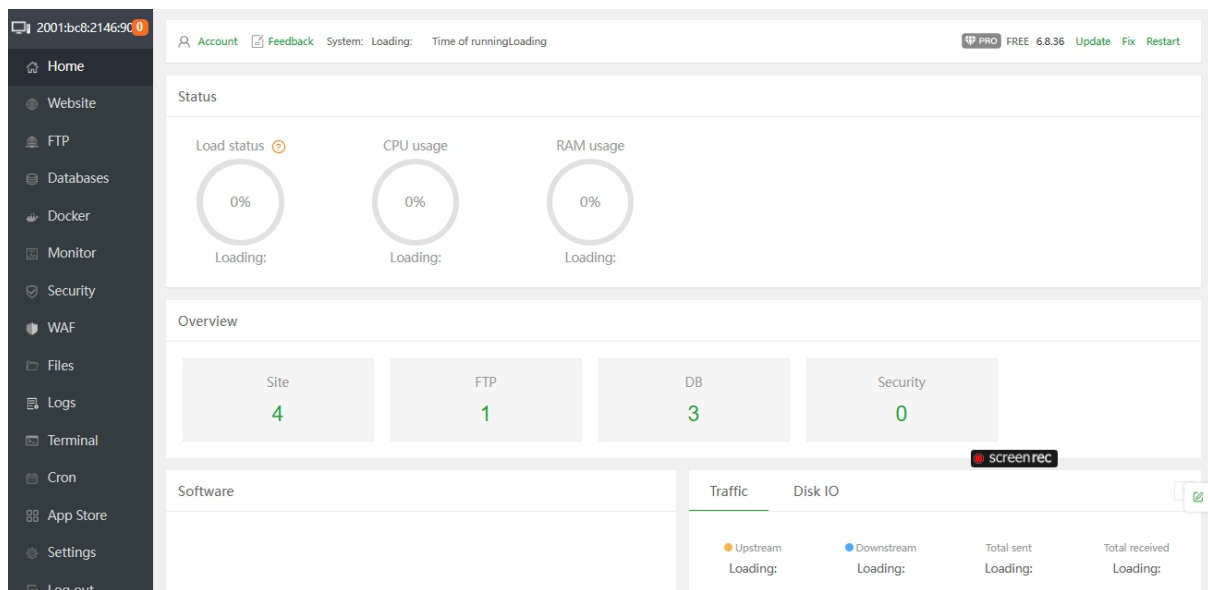 2001:bc8:2146:90 0
Account Feedback System: Loading: Time of runningLoading PRO FREE 6.8.36 Update Fix Restart
Home
Website
FTP
Databases
Docker
Monitor
Security
WAF
Files
Logs
Terminal
Cron
App Store
Settings
Log out
Status
Load status ? CPU usage RAM usage
0% 0% 0%
Loading: Loading: Loading:
Overview
Site FTP DB Security
4 1 3 0
screenrec
Software
Traffic Disk IO
Upstream Downstream Total sent Total received
Loading: Loading: Loading: Loading: